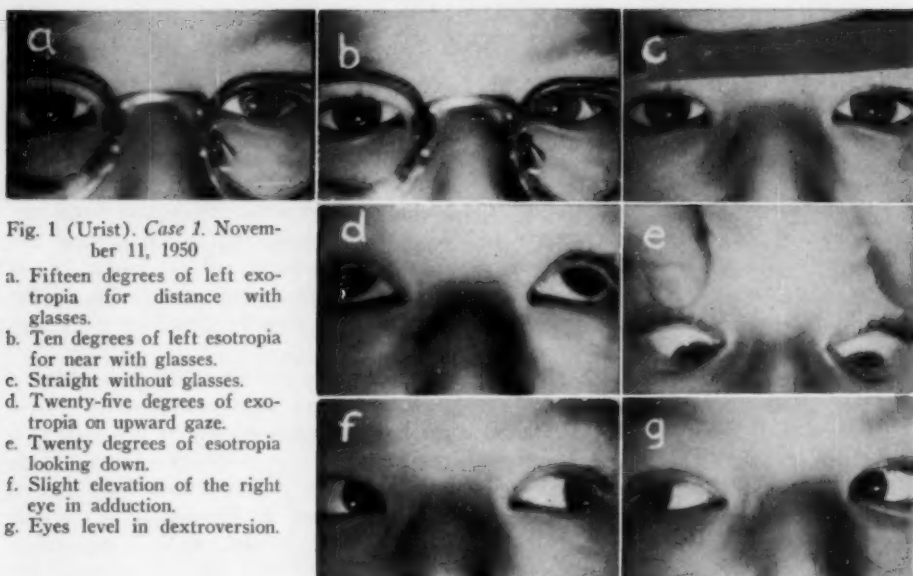 a
b
c
d
e
f
g
Fig. 1 (Urist). Case 1. Novem-
ber 11, 1950
a. Fifteen degrees of left exo-
tropia for distance with
glasses.
b. Ten degrees of left esotropia
for near with glasses.
c. Straight without glasses.
d. Twenty-five degrees of exo-
tropia on upward gaze.
e. Twenty degrees of esotropia
looking down.
f. Slight elevation of the right
eye in adduction.
g. Eyes level in dextroversion.